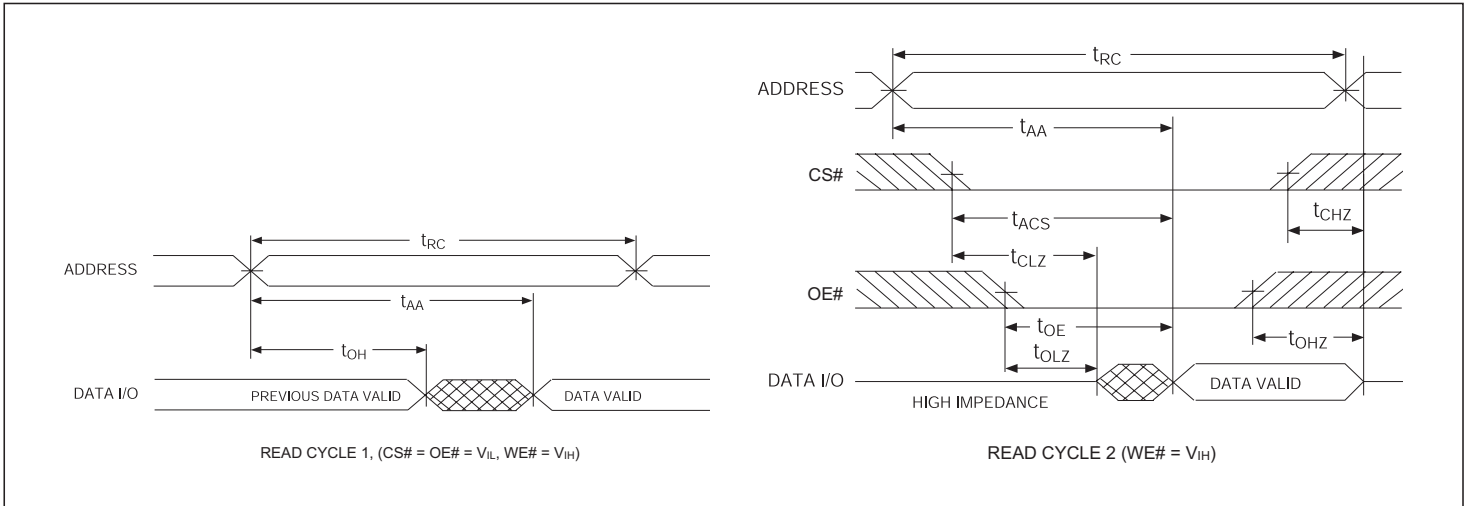 tRC
ADDRESS
tAA
tOH
DATA I/O
PREVIOUS DATA VALID
DATA VALID
READ CYCLE 1, (CS# = OE# = VIL, WE# = VIH)
tRC
ADDRESS
tAA
CS#
tACS
tCHZ
tCLZ
OE#
tOE
tOLZ
tOHZ
DATA I/O
DATA VALID
HIGH IMPEDANCE
READ CYCLE 2 (WE# = VIH)